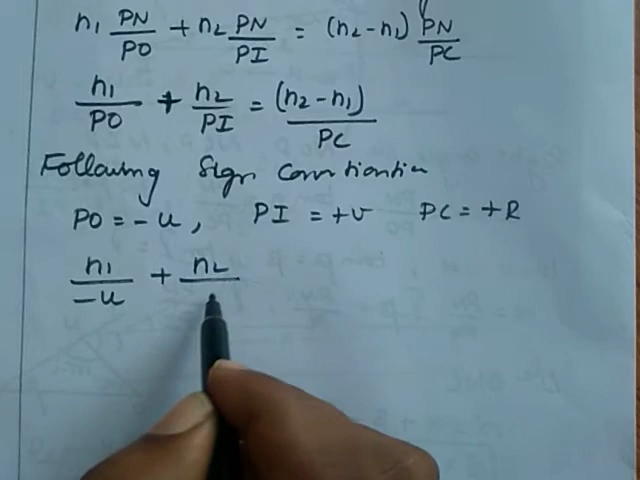 n₁ PN/PO + n₂ PN/PI = (n₂-n₁) PN/PC
n₁/PO + n₂/PI = (n₂-n₁)/PC
Following Sign
PO = -u, PI = +v PC = +R
n₁/-u + n₂